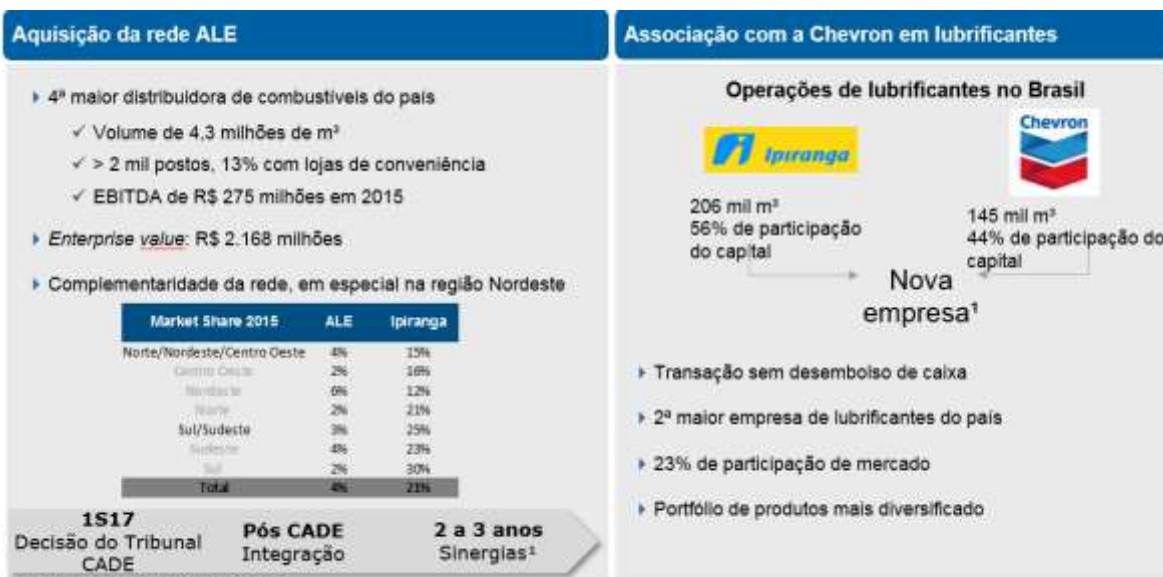 Aquisição da rede ALE
4ª maior distribuidora de combustíveis do país
✓ Volume de 4,3 milhões de m³
✓ > 2 mil postos, 13% com lojas de conveniência
✓ EBITDA de R$ 275 milhões em 2015
Enterprise value: R$ 2.168 milhões
Complementaridade da rede, em especial na região Nordeste
Market Share 2015 ALE Ipiranga
Norte/Nordeste/Centro Oeste 4% 15%
Centro Oeste 2% 16%
Nordeste 6% 12%
Norte 2% 21%
Sul/Sudeste 3% 25%
Sudeste 4% 23%
Sul 2% 30%
Total 4% 21%
1S17
Decisão do Tribunal
CADE
Pós CADE
Integração
2 a 3 anos
Sinergias¹
Associação com a Chevron em lubrificantes
Operações de lubrificantes no Brasil
Ipiranga
Chevron
206 mil m³
56% de participação
do capital
145 mil m³
44% de participação do
capital
Nova
empresa¹
Transação sem desembolso de caixa
2ª maior empresa de lubrificantes do país
23% de participação de mercado
Portfólio de produtos mais diversificado